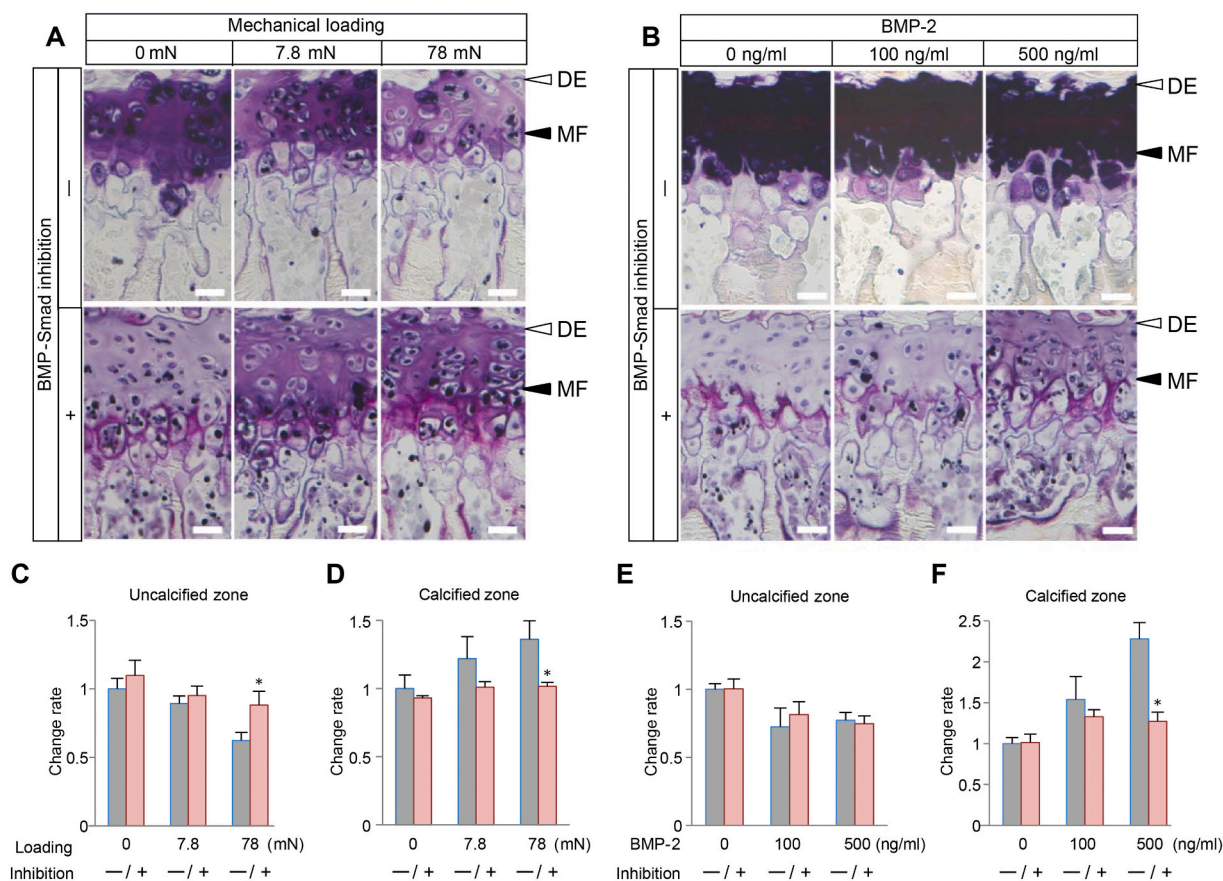 A
Mechanical loading
0 mN 7.8 mN 78 mN
BMP-Smad inhibition
—
+
DE
MF
DE
MF
B
BMP-2
0 ng/ml 100 ng/ml 500 ng/ml
BMP-Smad inhibition
—
+
DE
MF
DE
MF
C
Uncalcified zone
Change rate
1.5
1
0.5
0
*
Loading 0 7.8 78 (mN)
Inhibition —/+ —/+ —/+
D
Calcified zone
Change rate
1.5
1
0.5
0
*
0 7.8 78 (mN)
—/+ —/+ —/+
E
Uncalcified zone
Change rate
1.5
1
0.5
0
BMP-2 0 100 500 (ng/ml)
Inhibition —/+ —/+ —/+
F
Calcified zone
Change rate
2.5
2
1.5
1
0.5
0
*
0 100 500 (ng/ml)
—/+ —/+ —/+